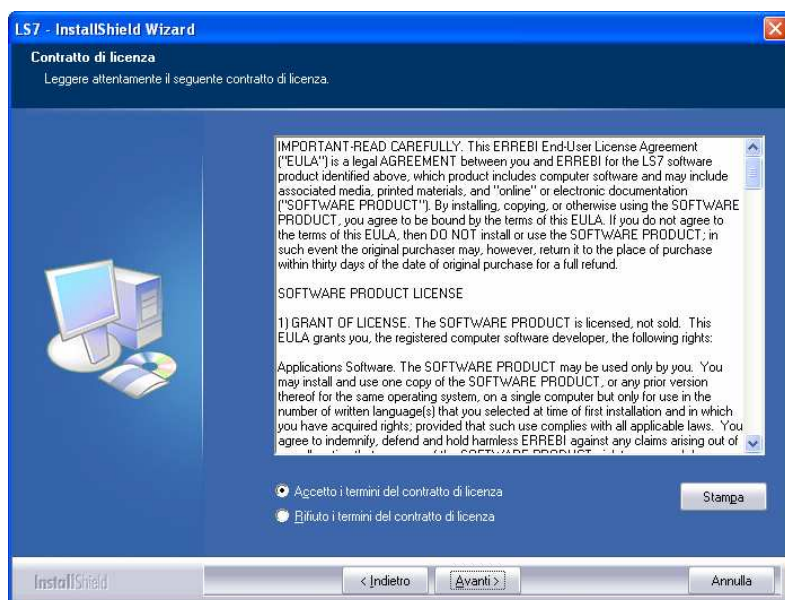 LS7 - InstallShield Wizard
Contratto di licenza
Leggere attentamente il seguente contratto di licenza.
IMPORTANT-READ CAREFULLY. This ERREBI End-User License Agreement
("EULA") is a legal AGREEMENT between you and ERREBI for the LS7 software
product identified above, which product includes computer software and may include
associated media, printed materials, and "online" or electronic documentation
("SOFTWARE PRODUCT"). By installing, copying, or otherwise using the SOFTWARE
PRODUCT, you agree to be bound by the terms of this EULA. If you do not agree to
the terms of this EULA, then DO NOT install or use the SOFTWARE PRODUCT; in
such event the original purchaser may, however, return it to the place of purchase
within thirty days of the date of original purchase for a full refund.
SOFTWARE PRODUCT LICENSE
1) GRANT OF LICENSE. The SOFTWARE PRODUCT is licensed, not sold. This
EULA grants you, the registered computer software developer, the following rights:
Applications Software. The SOFTWARE PRODUCT may be used only by you. You
may install and use one copy of the SOFTWARE PRODUCT, or any prior version
thereof for the same operating system, on a single computer but only for use in the
number of written language(s) that you selected at time of first installation and in which
you have acquired rights; provided that such use complies with all applicable laws. You
agree to indemnify, defend and hold harmless ERREBI against any claims arising out of
Accetto i termini del contratto di licenza
Stampa
Rifiuto i termini del contratto di licenza
InstallShield
< Indietro
Avanti >
Annulla